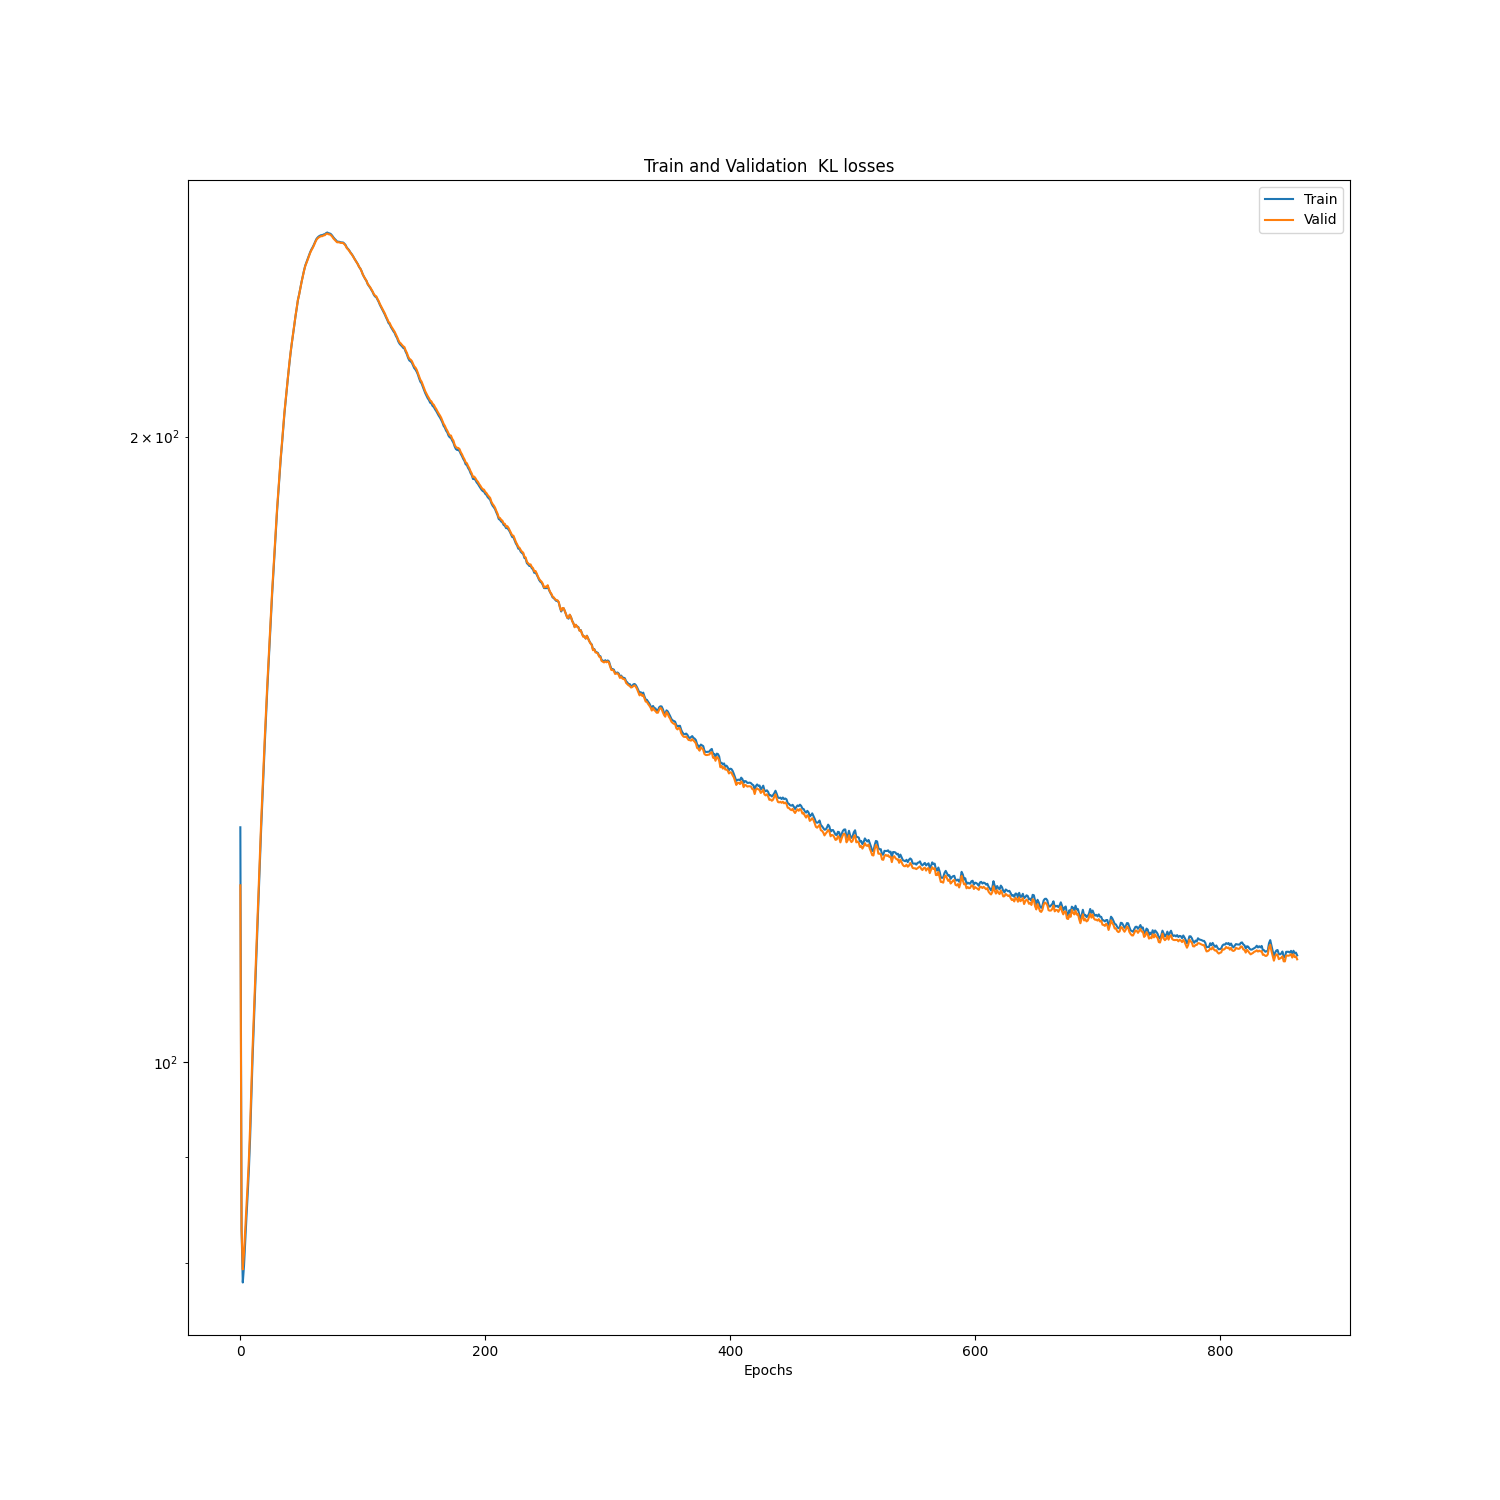 Train and Validation  KL losses
Train
Valid
2 × 10²
10²
0 200 400 600 800
Epochs